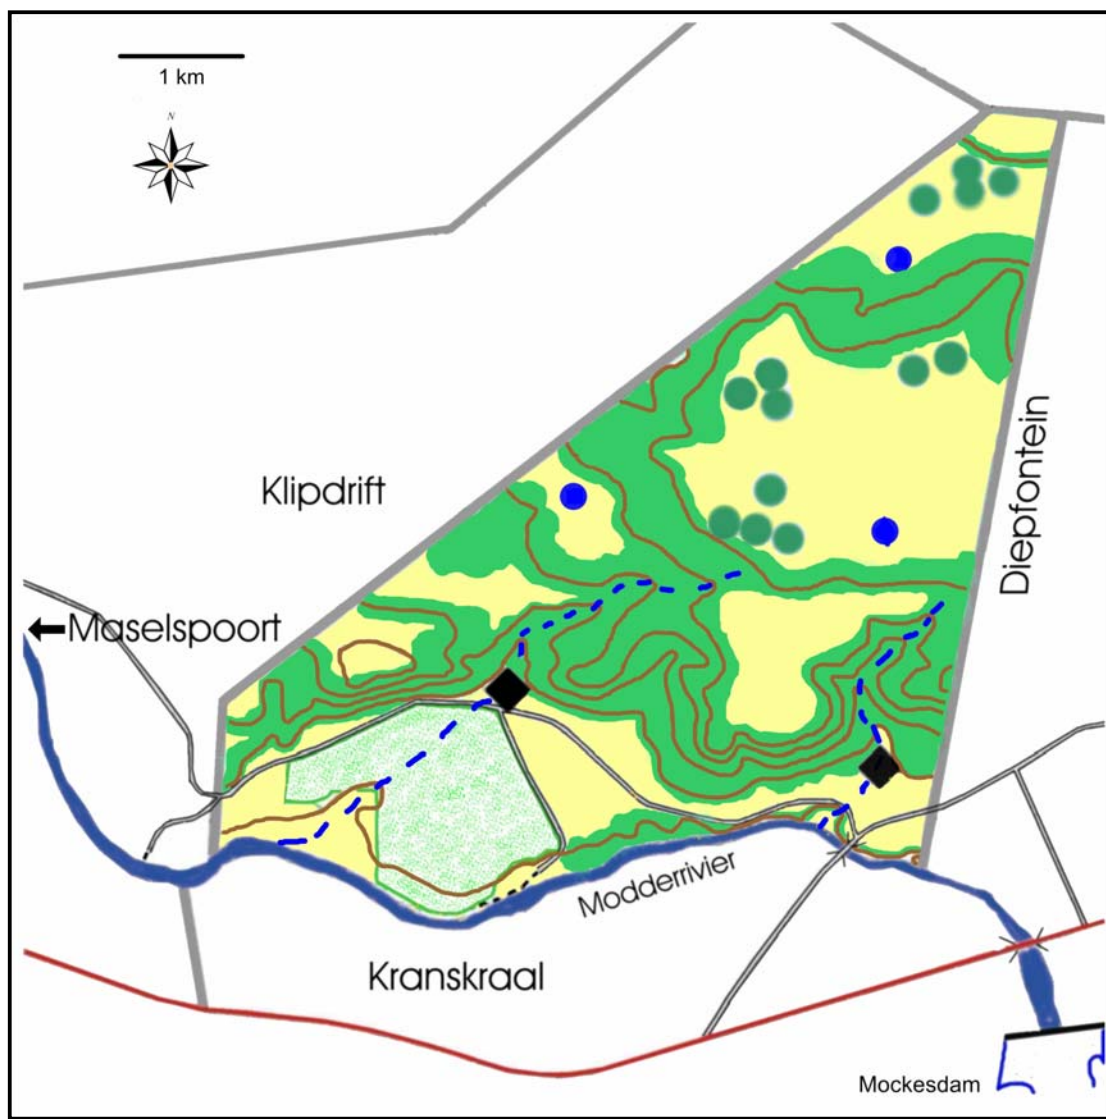 1 km
N
Klipdrift
Diepfontein
Maselspoort
Modderrivier
Kranskraal
Mockesdam